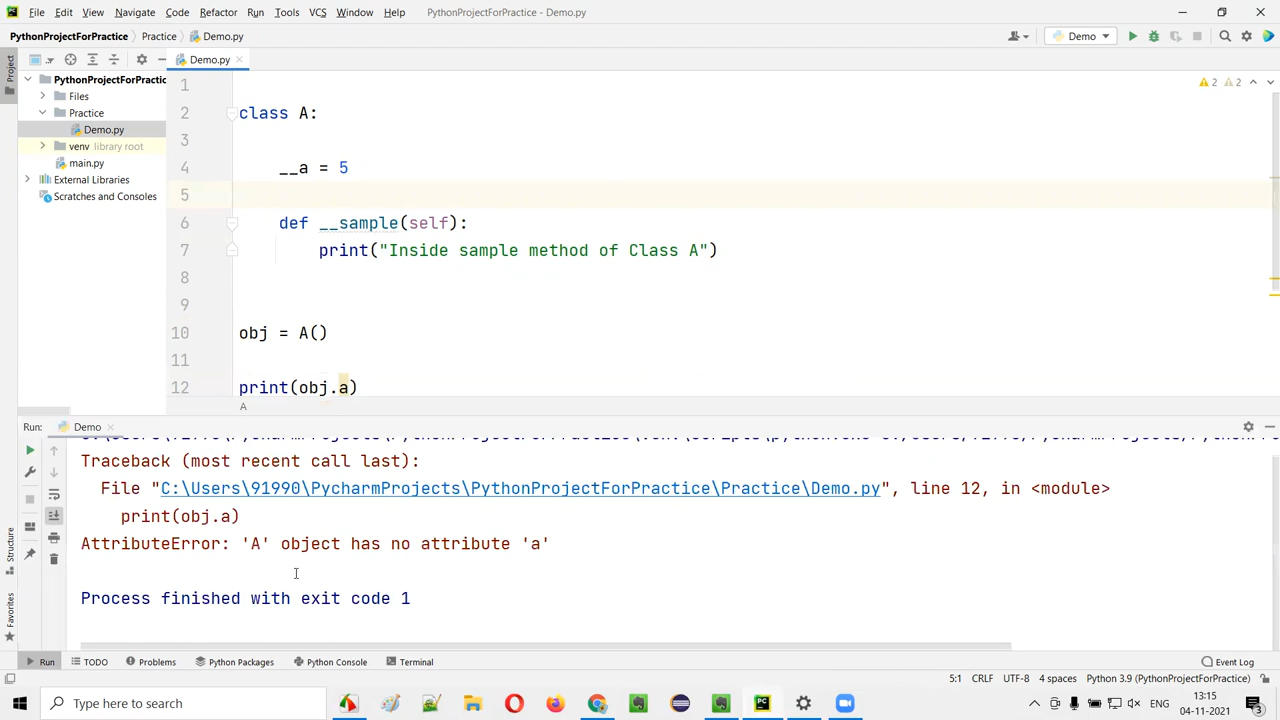 File Edit View Navigate Code Refactor Run Tools VCS Window Help PythonProjectForPractice - Demo.py
PythonProjectForPractice Practice Demo.py Demo
Project
Demo.py
PythonProjectForPractic
Files
Practice
Demo.py
venv library root
main.py
External Libraries
Scratches and Consoles
2 2
1
2 class A:
3
4 __a = 5
5
6 def __sample(self):
7 print("Inside sample method of Class A")
8
9
10 obj = A()
11
12 print(obj.a)
A
Run: Demo
Traceback (most recent call last):
File "C:\Users\91990\PycharmProjects\PythonProjectForPractice\Practice\Demo.py", line 12, in <module>
print(obj.a)
AttributeError: 'A' object has no attribute 'a'
Process finished with exit code 1
Structure
Favorites
Run TODO Problems Python Packages Python Console Terminal Event Log
5:1 CRLF UTF-8 4 spaces Python 3.9 (PythonProjectForPractice)
Type here to search
ENG
13:15
04-11-2021
3